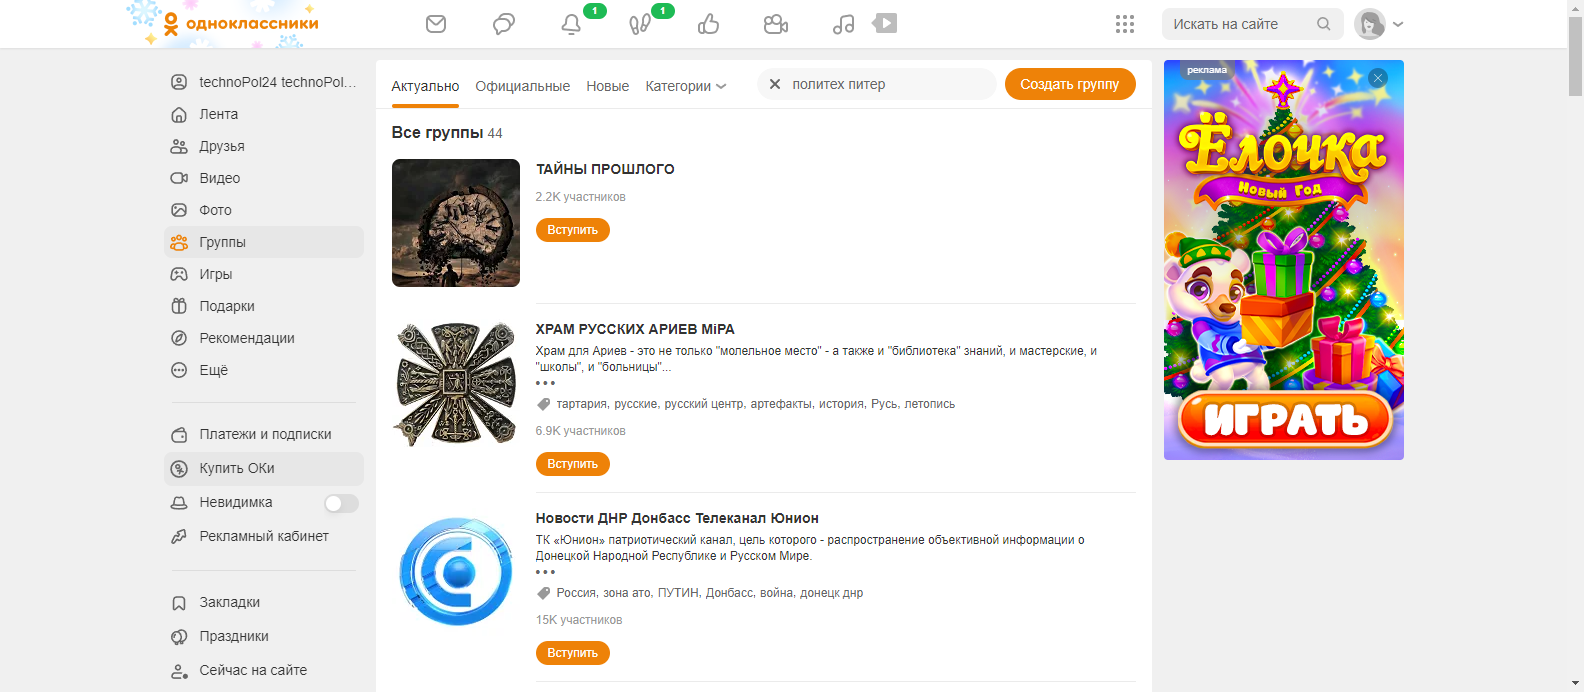 одноклассники
1
1
Искать на сайте
technoPol24 technoPol…
Лента
Друзья
Видео
Фото
Группы
Игры
Подарки
Рекомендации
Ещё
Платежи и подписки
Купить ОКи
Невидимка
Рекламный кабинет
Закладки
Праздники
Сейчас на сайте
Актуально Официальные Новые Категории
политех питер
Создать группу
Все группы 44
ТАЙНЫ ПРОШЛОГО
2.2K участников
Вступить
ХРАМ РУССКИХ АРИЕВ МiРА
Храм для Ариев - это не только "молельное место" - а также и "библиотека" знаний, и мастерские, и
"школы", и "больницы"...
тартария, русские, русский центр, артефакты, история, Русь, летопись
6.9K участников
Вступить
Новости ДНР Донбасс Телеканал Юнион
ТК «Юнион» патриотический канал, цель которого - распространение объективной информации о
Донецкой Народной Республике и Русском Мире.
Россия, зона ато, ПУТИН, Донбасс, война, донецк днр
15K участников
Вступить
реклама
Ёлочка
Новый Год
ИГРАТЬ